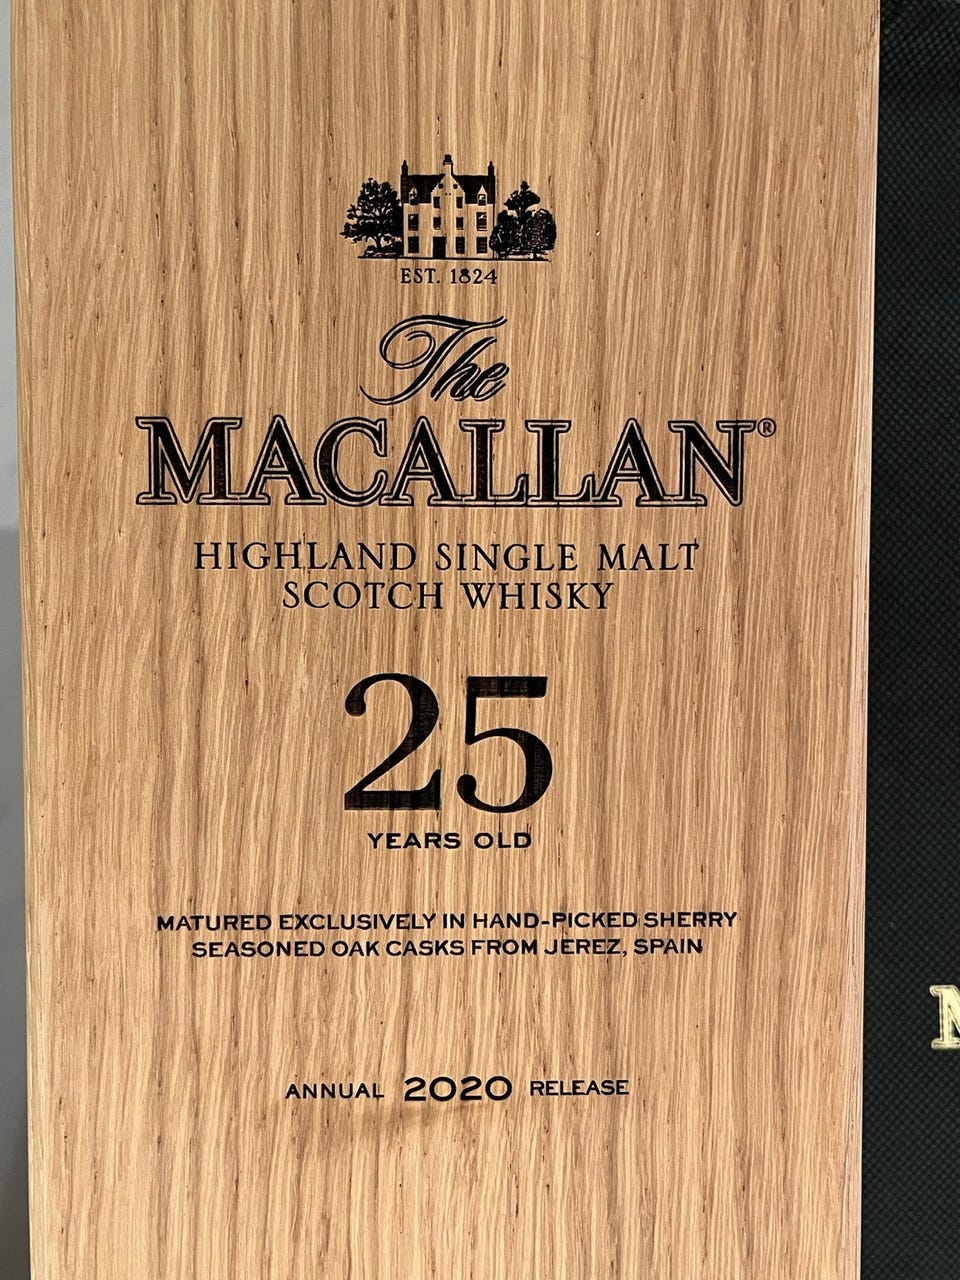 EST. 1824
The
MACALLAN®
HIGHLAND SINGLE MALT
SCOTCH WHISKY
25
YEARS OLD
MATURED EXCLUSIVELY IN HAND-PICKED SHERRY
SEASONED OAK CASKS FROM JEREZ, SPAIN
ANNUAL 2020 RELEASE